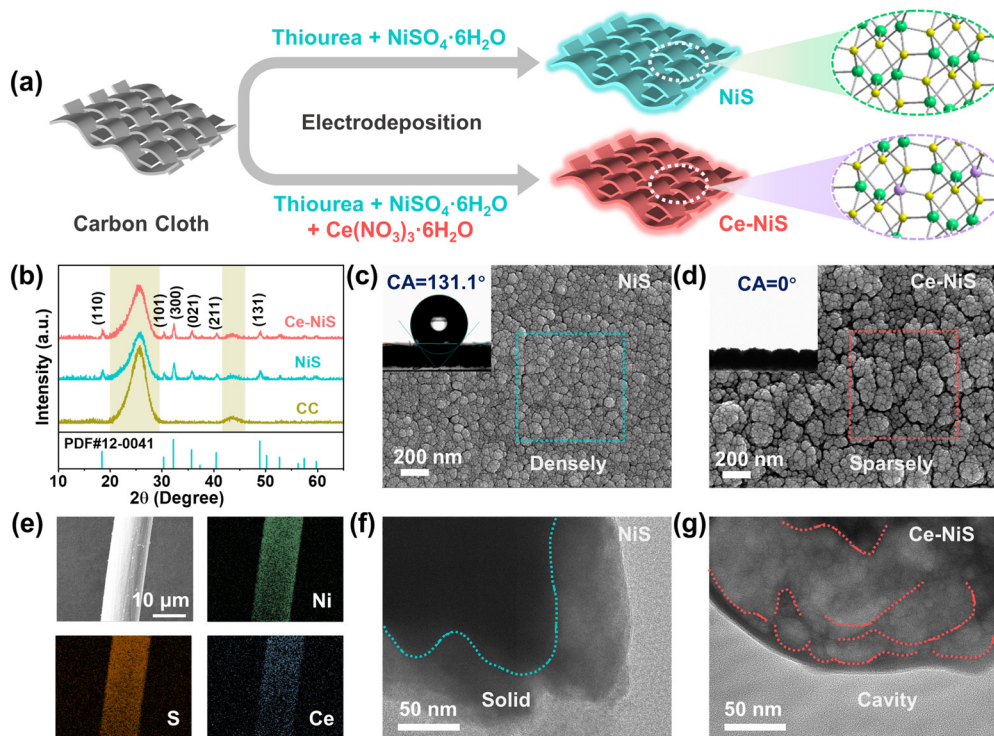 (a)
Thiourea + NiSO₄·6H₂O
NiS
Carbon Cloth
Electrodeposition
Thiourea + NiSO₄·6H₂O
+ Ce(NO₃)₃·6H₂O
Ce-NiS
(b)
Intensity (a.u.)
(110)
(101)
(300)
(021)
(211)
(131)
Ce-NiS
NiS
CC
PDF#12-0041
10 20 30 40 50 60
2θ (Degree)
(c)
CA=131.1°
NiS
200 nm
Densely
(d)
CA=0°
Ce-NiS
200 nm
Sparsely
(e)
10 μm
Ni
S
Ce
(f)
NiS
Solid
50 nm
(g)
Ce-NiS
Cavity
50 nm